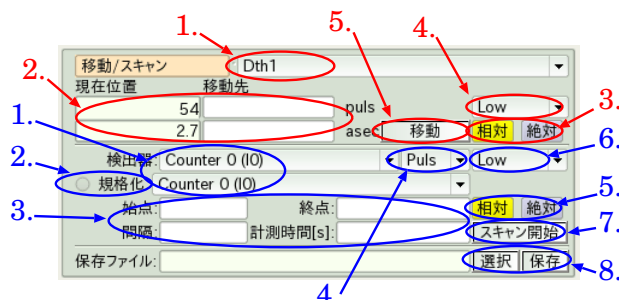 1. 5. 4.
移動/スキャン Dth1
2. 現在位置 移動先
54 puls Low 3.
1. 2.7 asec 移動 相対 絶対
検出器: Counter 0 (I0) Puls Low 6.
2. 規格化: Counter 0 (I0)
3. 始点: 終点: 相対 絶対 5.
間隔: 計測時間[s]: スキャン開始 7.
保存ファイル: 選択 保存 8.
4.